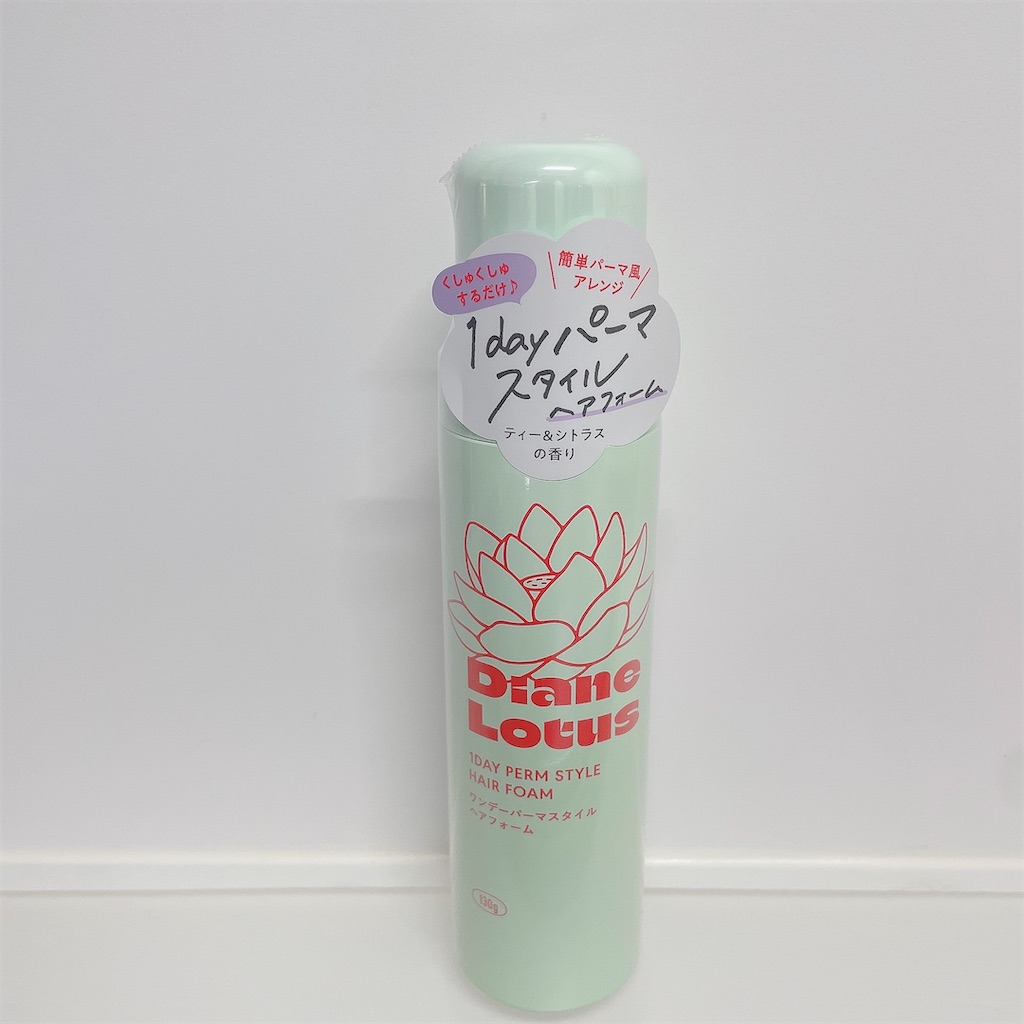 くしゅくしゅ
するだけ♪
簡単パーマ風
アレンジ
1dayパーマ
スタイル
ヘアフォーム
ティー&シトラス
の香り
Diane
Lotus
1DAY PERM STYLE
HAIR FOAM
ワンデーパーマスタイル
ヘアフォーム
130g